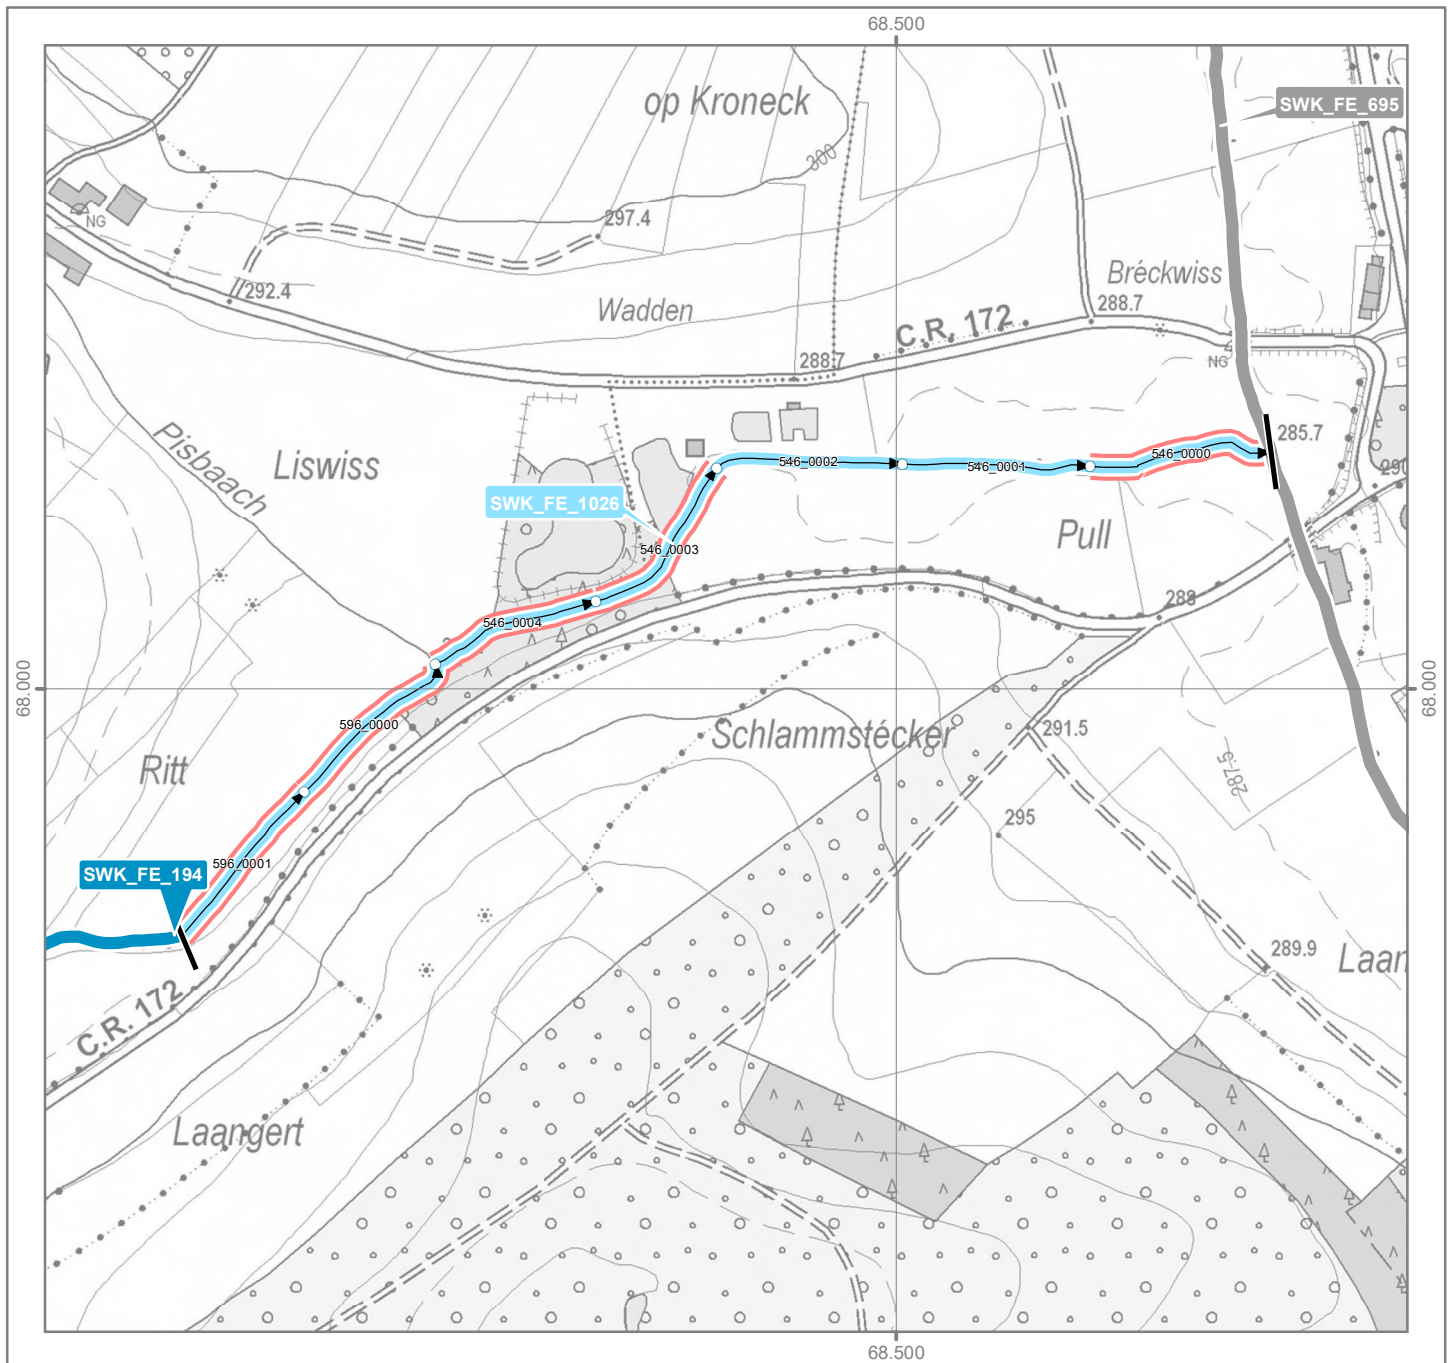 68.500
op Kroneck
SWK_FE_695
300
NG
297.4
292.4
Bréckwiss
288.7
Wadden
C.R. 172
288.7
NG
285.7
Pisbaach
Liswiss
546_0002
546_0001
546_0000
290
SWK_FE_1026
Pull
546_0003
288
546_0004
68.000
68.000
596_0000
Schlammstécker
291.5
Ritt
287.5
295
596_0001
SWK_FE_194
289.9
Laan
C.R. 172
Laangert
68.500